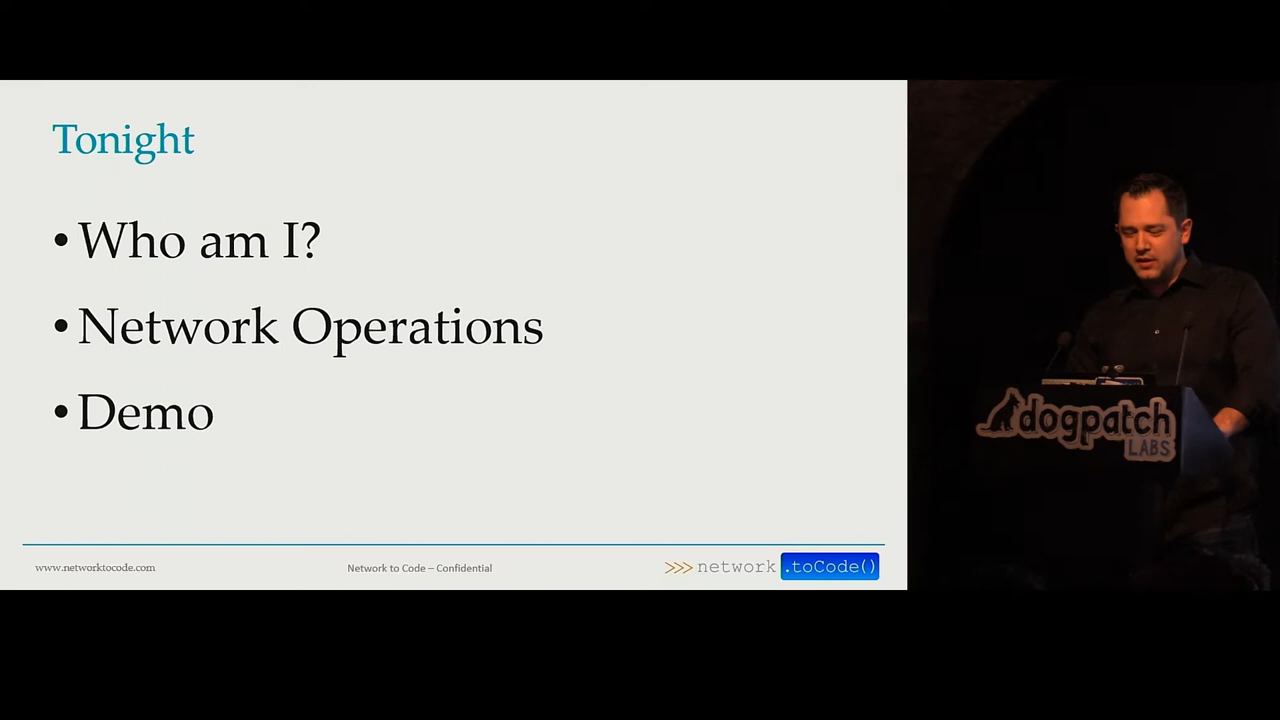 Tonight
• Who am I?
• Network Operations
• Demo
www.networktocode.com
Network to Code – Confidential
>>> network .toCode()
dogpatch
LABS